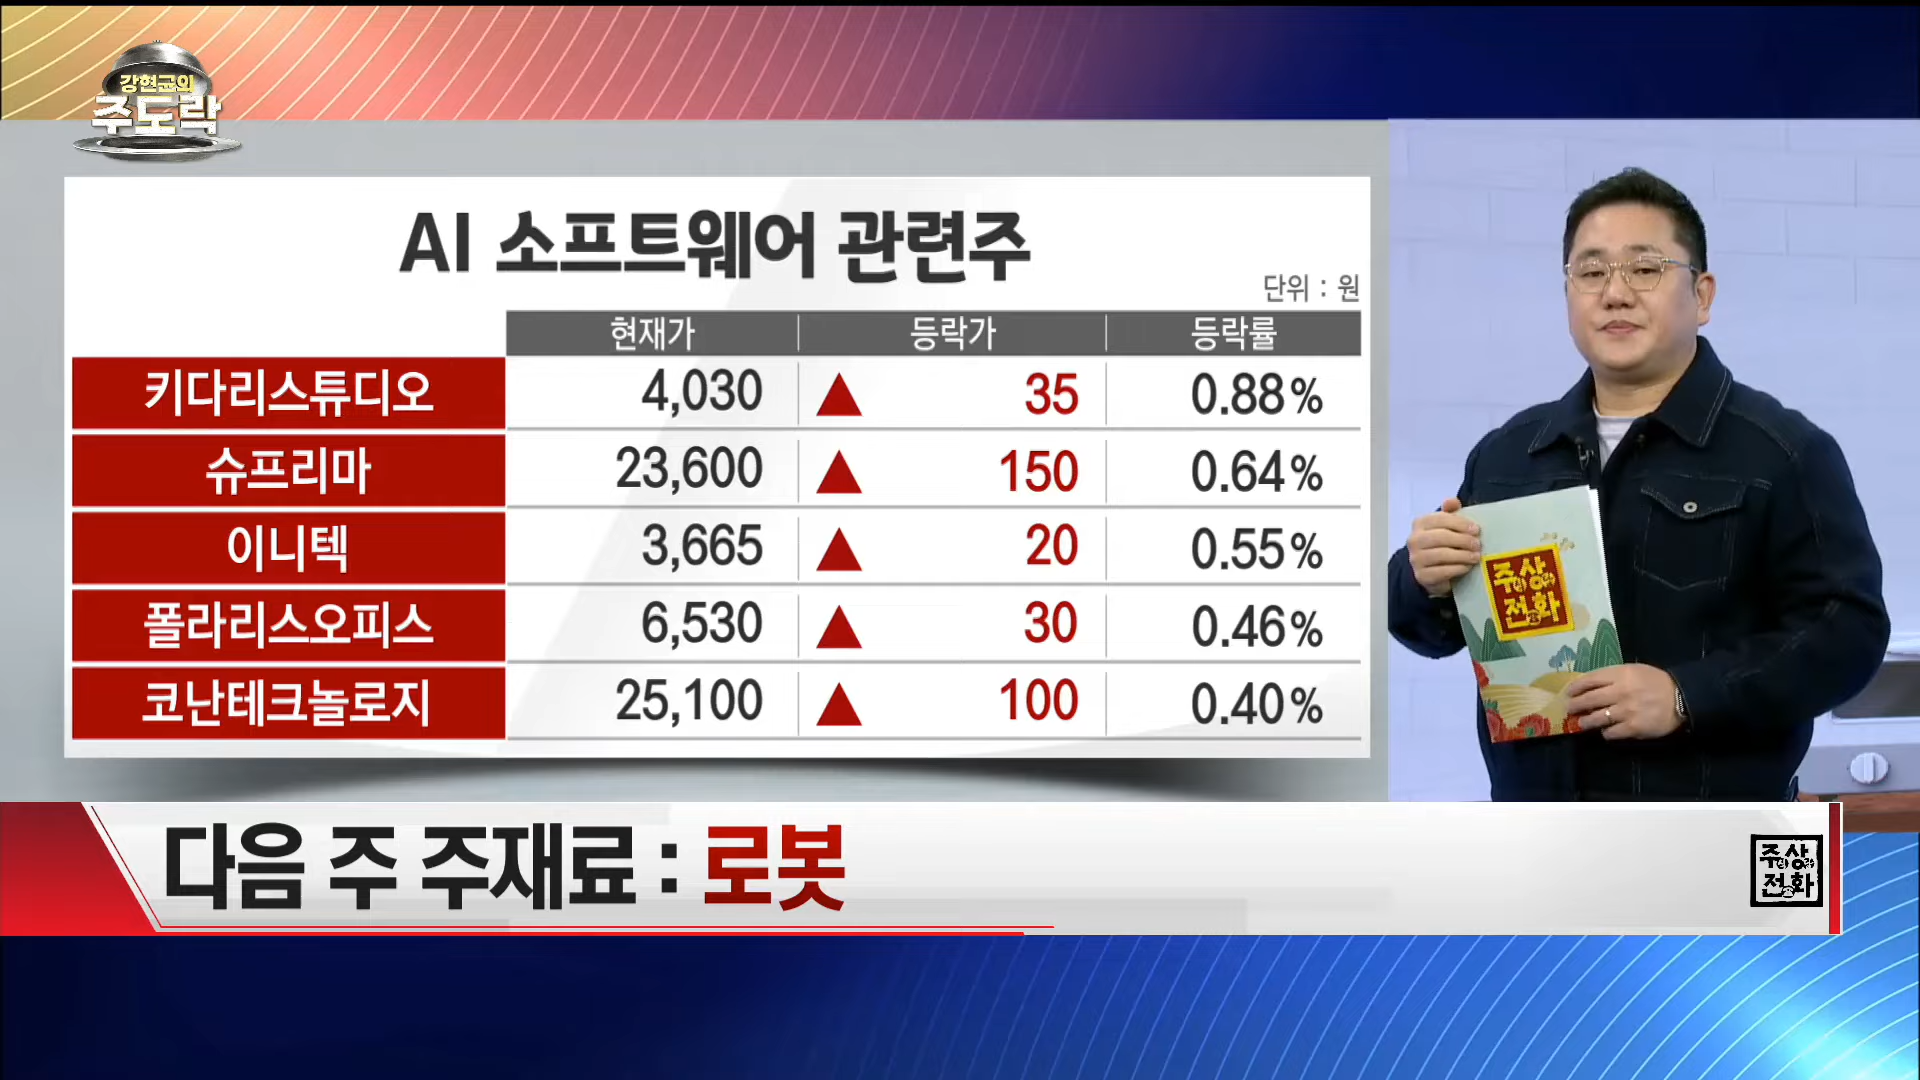 강현균의
주도락
AI 소프트웨어 관련주
단위 : 원
현재가 등락가 등락률
키다리스튜디오 4,030 ▲ 35 0.88%
슈프리마 23,600 ▲ 150 0.64%
이니텍 3,665 ▲ 20 0.55%
폴라리스오피스 6,530 ▲ 30 0.46%
코난테크놀로지 25,100 ▲ 100 0.40%
주상
전화
다음 주 주재료 : 로봇
주상
전화